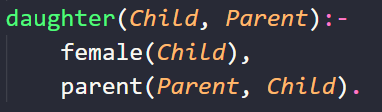 daughter(Child, Parent):-
    female(Child),
    parent(Parent, Child).